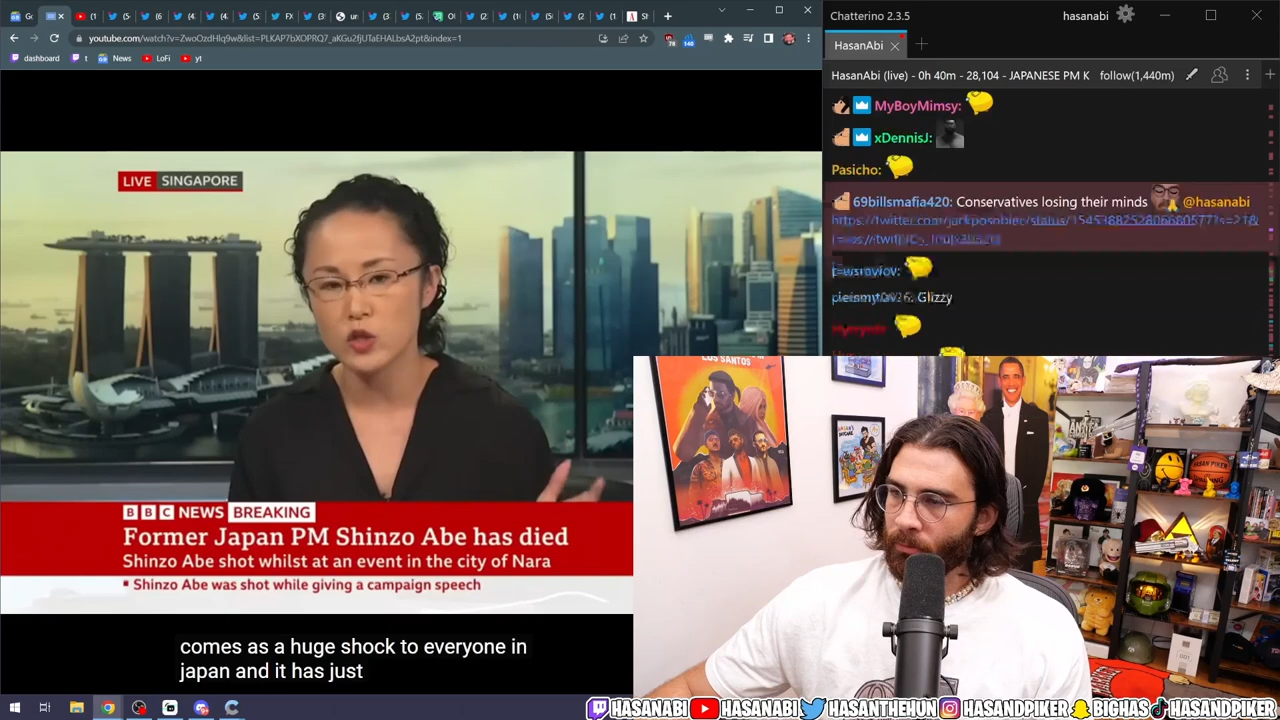 Chatterino 2.3.5
hasanabi
youtube.com/watch?v=ZwoOzdHlq9w&list=PLKAP7bXOPRQ7_aKGu2fjUTaEHALbsA2pt&index=1
HasanAbi
dashboard
t
News
LoFi
yt
HasanAbi (live) - 0h 40m - 28,104 - JAPANESE PM K
follow(1,440m)
MyBoyMimsy:
xDennisJ:
Pasicho:
69billsmafia420: Conservatives losing their minds @hasanabi
Glizzy
LIVE SINGAPORE
BBC NEWS BREAKING
Former Japan PM Shinzo Abe has died
Shinzo Abe shot whilst at an event in the city of Nara
Shinzo Abe was shot while giving a campaign speech
LOS SANTOS
HASAN PIKER
comes as a huge shock to everyone in
japan and it has just
HASANABI
HASANABI
HASANTHEHUN
HASANDPIKER
BIGHAS
HASANDPIKER